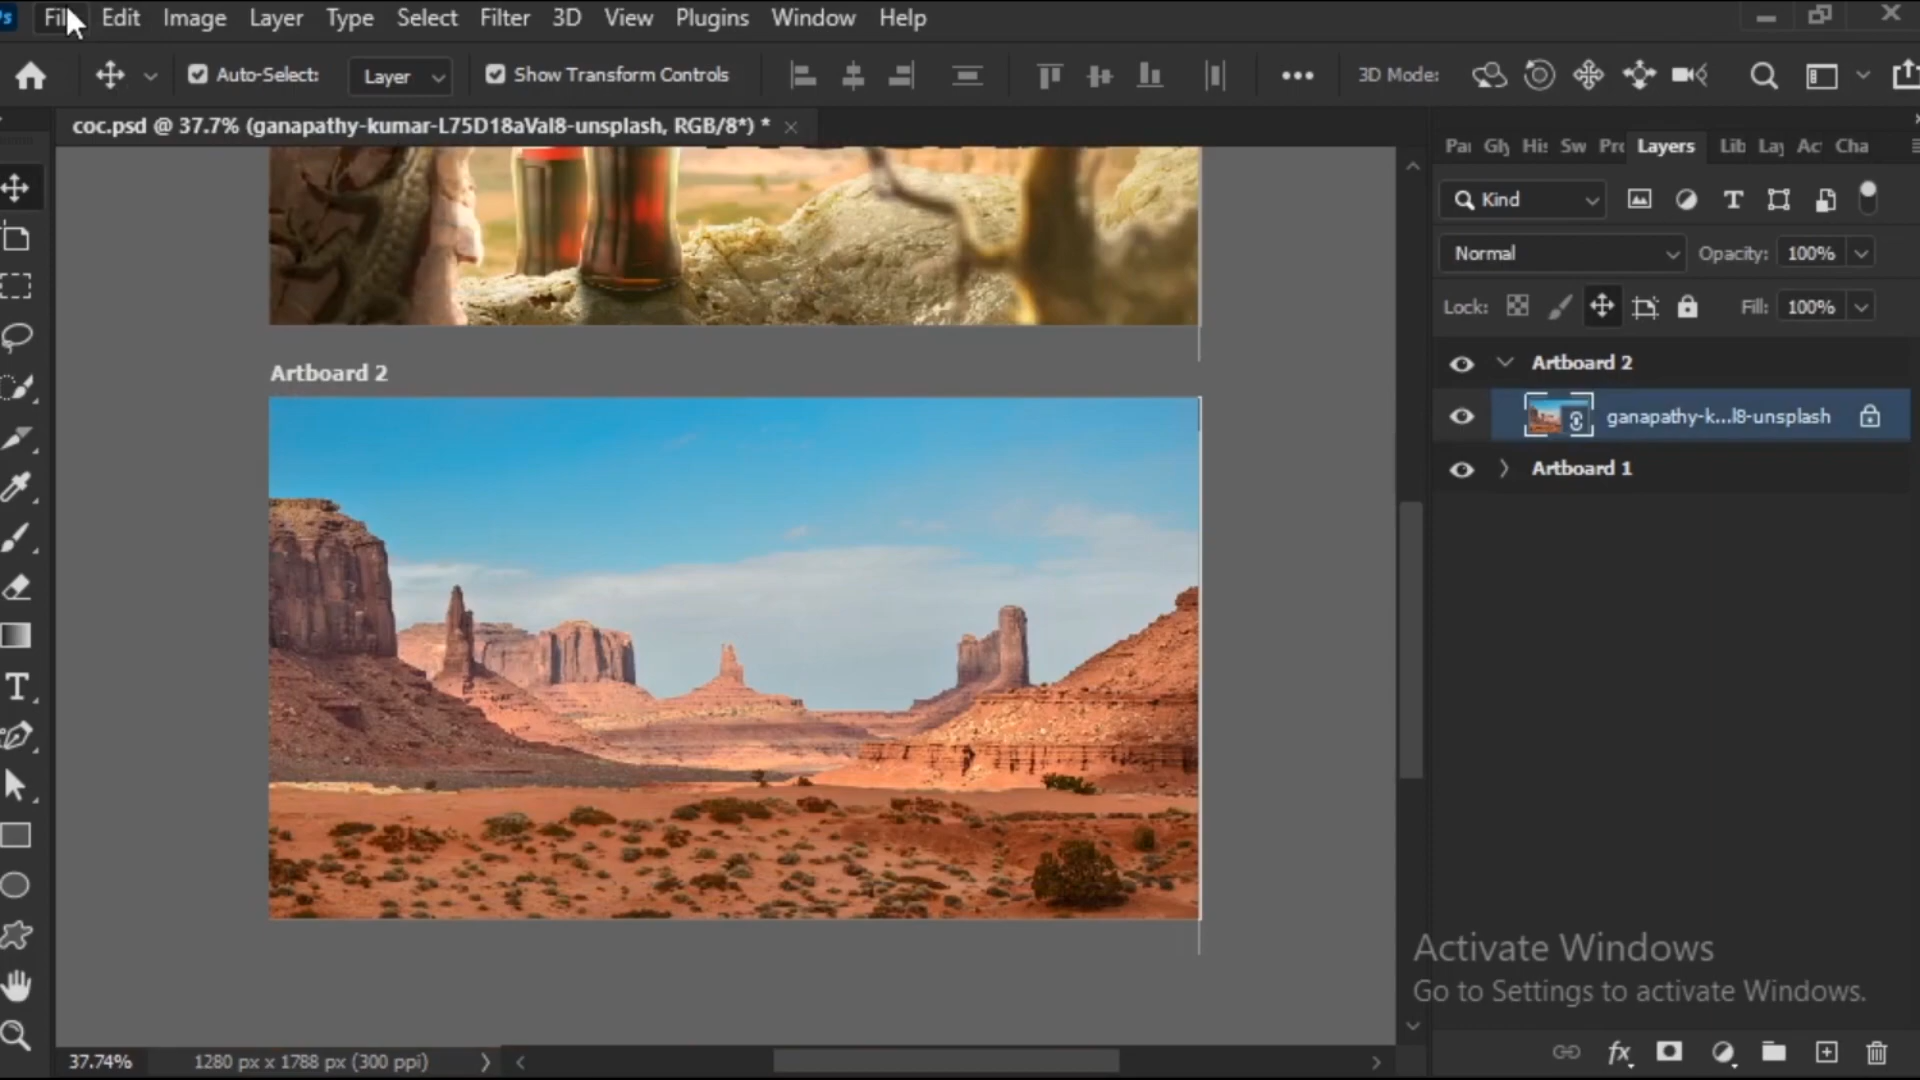 File Edit Image Layer Type Select Filter 3D View Plugins Window Help
Auto-Select: Layer Show Transform Controls 3D Mode:
coc.psd @ 37.7% (ganapathy-kumar-L75D18aVal8-unsplash, RGB/8*) *
Gly His Sw Pro Layers Lib Lay Ac Cha
Kind
Normal Opacity: 100%
Lock: Fill: 100%
Artboard 2
ganapathy-k...l8-unsplash
Artboard 1
Artboard 2
Activate Windows
Go to Settings to activate Windows.
37.74% 1280 px x 1788 px (300 ppi)
fx